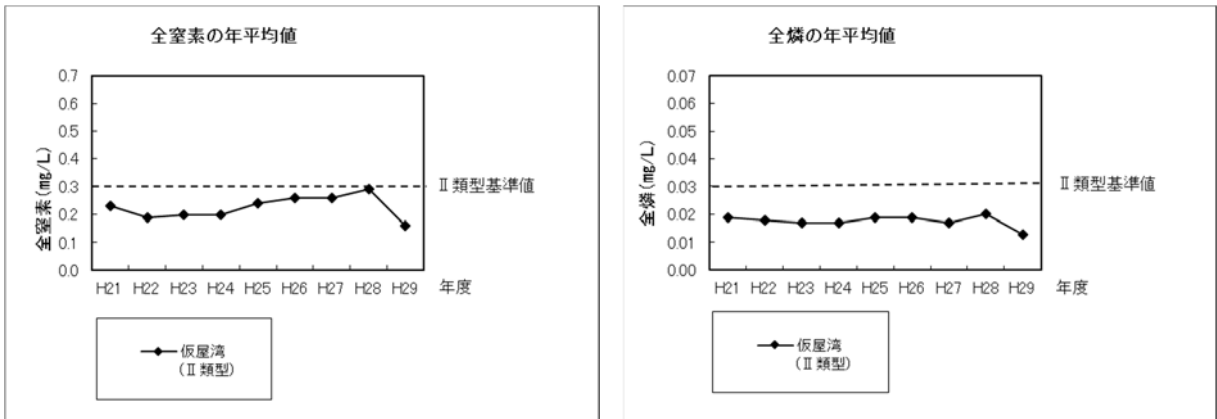 全窒素の年平均値
全窒素(㎎/L)
0.7
0.6
0.5
0.4
0.3
0.2
0.1
0.0
Ⅱ類型基準値
H21 H22 H23 H24 H25 H26 H27 H28 H29 年度
仮屋湾
(Ⅱ類型)
全燐の年平均値
全燐(㎎/L)
0.07
0.06
0.05
0.04
0.03
0.02
0.01
0.00
Ⅱ類型基準値
H21 H22 H23 H24 H25 H26 H27 H28 H29 年度
仮屋湾
(Ⅱ類型)